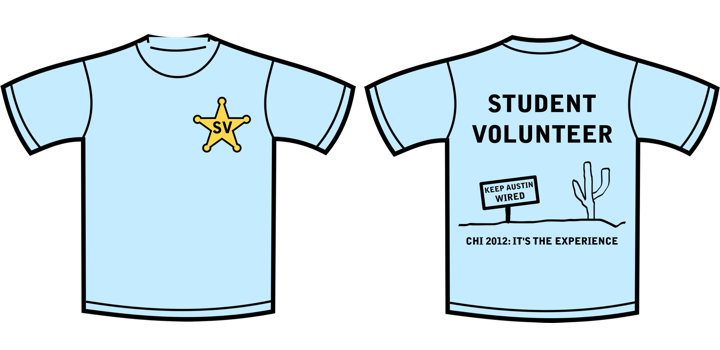 SV
STUDENT
VOLUNTEER
KEEP AUSTIN
WIRED
CHI 2012: IT'S THE EXPERIENCE